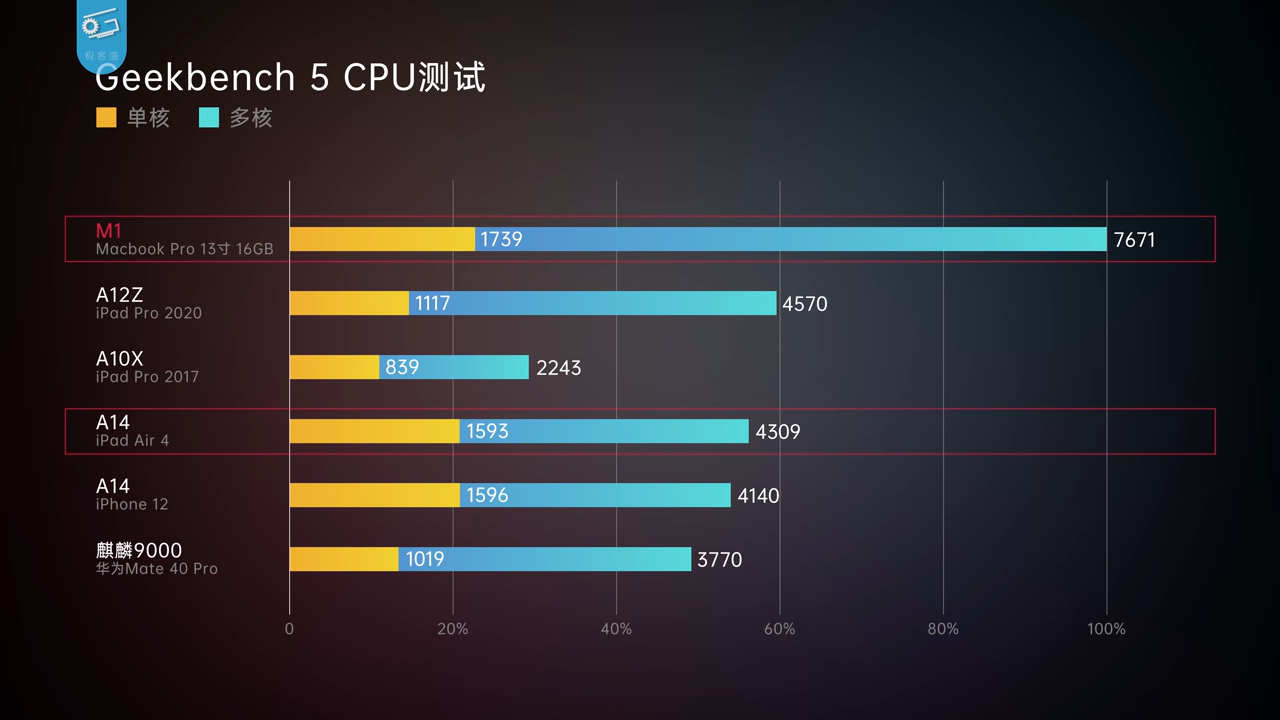 极客湾
Geekbench 5 CPU测试
单核 多核
M1
Macbook Pro 13寸 16GB
1739 7671
A12Z
iPad Pro 2020
1117 4570
A10X
iPad Pro 2017
839 2243
A14
iPad Air 4
1593 4309
A14
iPhone 12
1596 4140
麒麟9000
华为Mate 40 Pro
1019 3770
0 20% 40% 60% 80% 100%